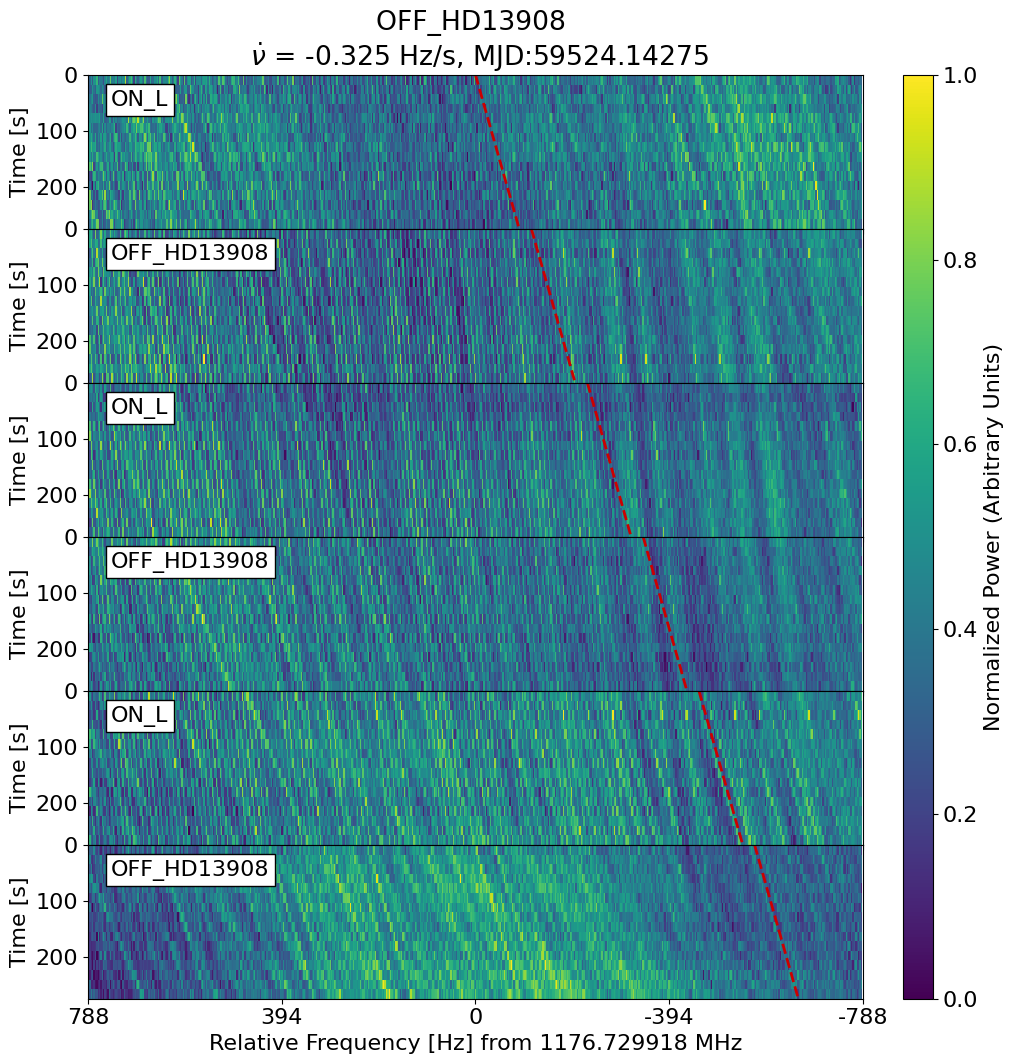 OFF_HD13908
ν̇ = -0.325 Hz/s, MJD:59524.14275
0
100
200
Time [s]
ON_L
0
100
200
Time [s]
OFF_HD13908
0
100
200
Time [s]
ON_L
0
100
200
Time [s]
OFF_HD13908
0
100
200
Time [s]
ON_L
0
100
200
Time [s]
OFF_HD13908
788 394 0 -394 -788
Relative Frequency [Hz] from 1176.729918 MHz
1.0
0.8
0.6
0.4
0.2
0.0
Normalized Power (Arbitrary Units)